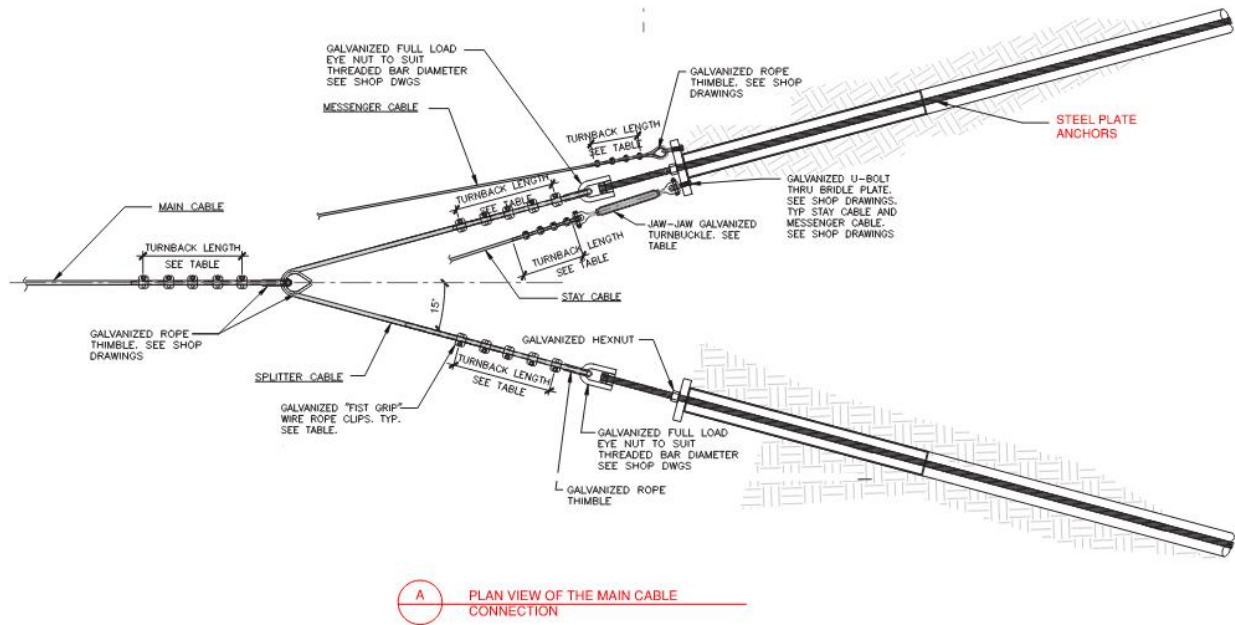 GALVANIZED FULL LOAD
EYE NUT TO SUIT
THREADED BAR DIAMETER
SEE SHOP DWGS
MESSENGER CABLE
GALVANIZED ROPE
THIMBLE. SEE SHOP
DRAWINGS
STEEL PLATE
ANCHORS
TURNBACK LENGTH
SEE TABLE
TURNBACK LENGTH
SEE TABLE
GALVANIZED U-BOLT
THRU BRIDLE PLATE.
SEE SHOP DRAWINGS.
TYP STAY CABLE AND
MESSENGER CABLE.
SEE SHOP DRAWINGS
MAIN CABLE
JAW-JAW GALVANIZED
TURNBUCKLE. SEE
TABLE
TURNBACK LENGTH
SEE TABLE
TURNBACK LENGTH
SEE TABLE
STAY CABLE
15°
GALVANIZED ROPE
THIMBLE. SEE SHOP
DRAWINGS
GALVANIZED HEXNUT
SPLITTER CABLE
TURNBACK LENGTH
SEE TABLE
GALVANIZED "FIST GRIP"
WIRE ROPE CLIPS. TYP.
SEE TABLE.
GALVANIZED FULL LOAD
EYE NUT TO SUIT
THREADED BAR DIAMETER
SEE SHOP DWGS
GALVANIZED ROPE
THIMBLE
A
PLAN VIEW OF THE MAIN CABLE
CONNECTION